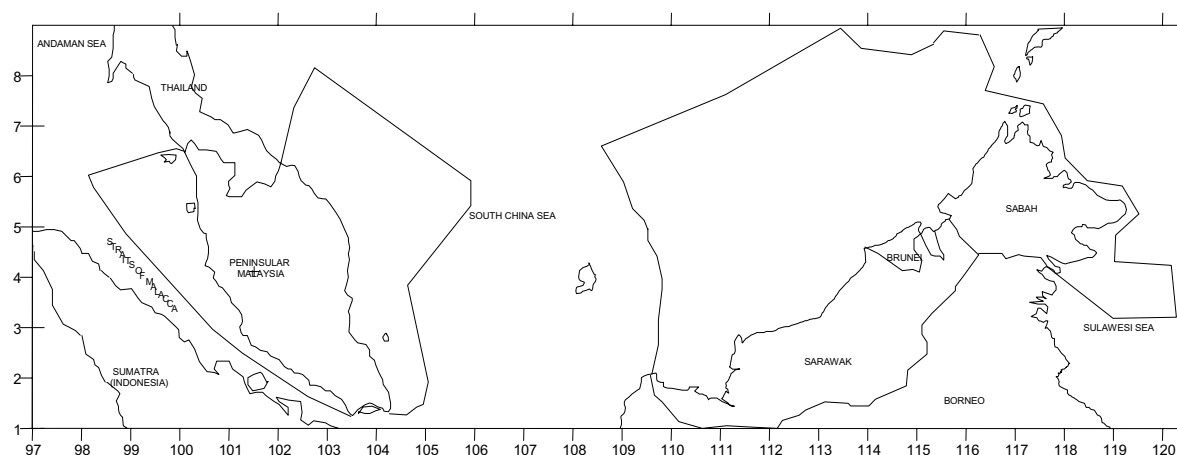 ANDAMAN SEA
THAILAND
SOUTH CHINA SEA
SABAH
STRAITS OF MALACCA
PENINSULAR
MALAYSIA
BRUNEI
SULAWESI SEA
SUMATRA
(INDONESIA)
SARAWAK
BORNEO
8
7
6
5
4
3
2
1
97 98 99 100 101 102 103 104 105 106 107 108 109 110 111 112 113 114 115 116 117 118 119 120